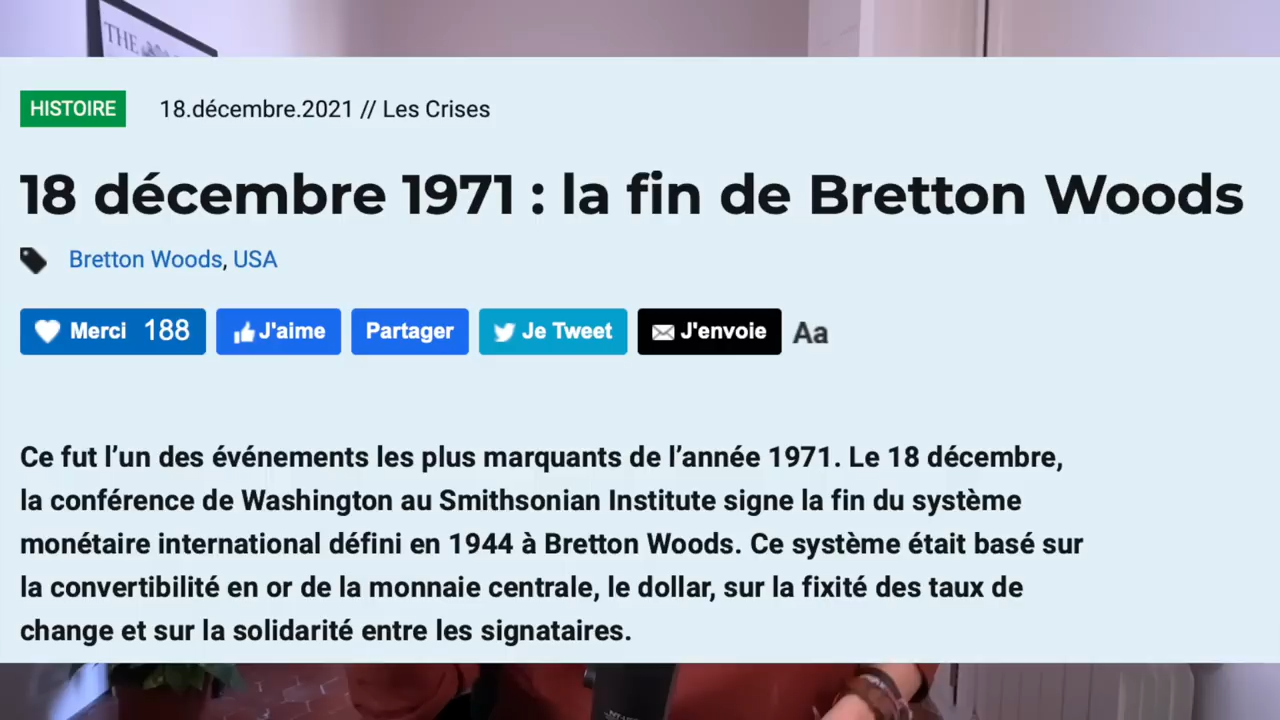 THE
HISTOIRE 18.décembre.2021 // Les Crises
18 décembre 1971 : la fin de Bretton Woods
Bretton Woods, USA
Merci 188 J'aime Partager Je Tweet J'envoie Aa
Ce fut l’un des événements les plus marquants de l’année 1971. Le 18 décembre,
la conférence de Washington au Smithsonian Institute signe la fin du système
monétaire international défini en 1944 à Bretton Woods. Ce système était basé sur
la convertibilité en or de la monnaie centrale, le dollar, sur la fixité des taux de
change et sur la solidarité entre les signataires.